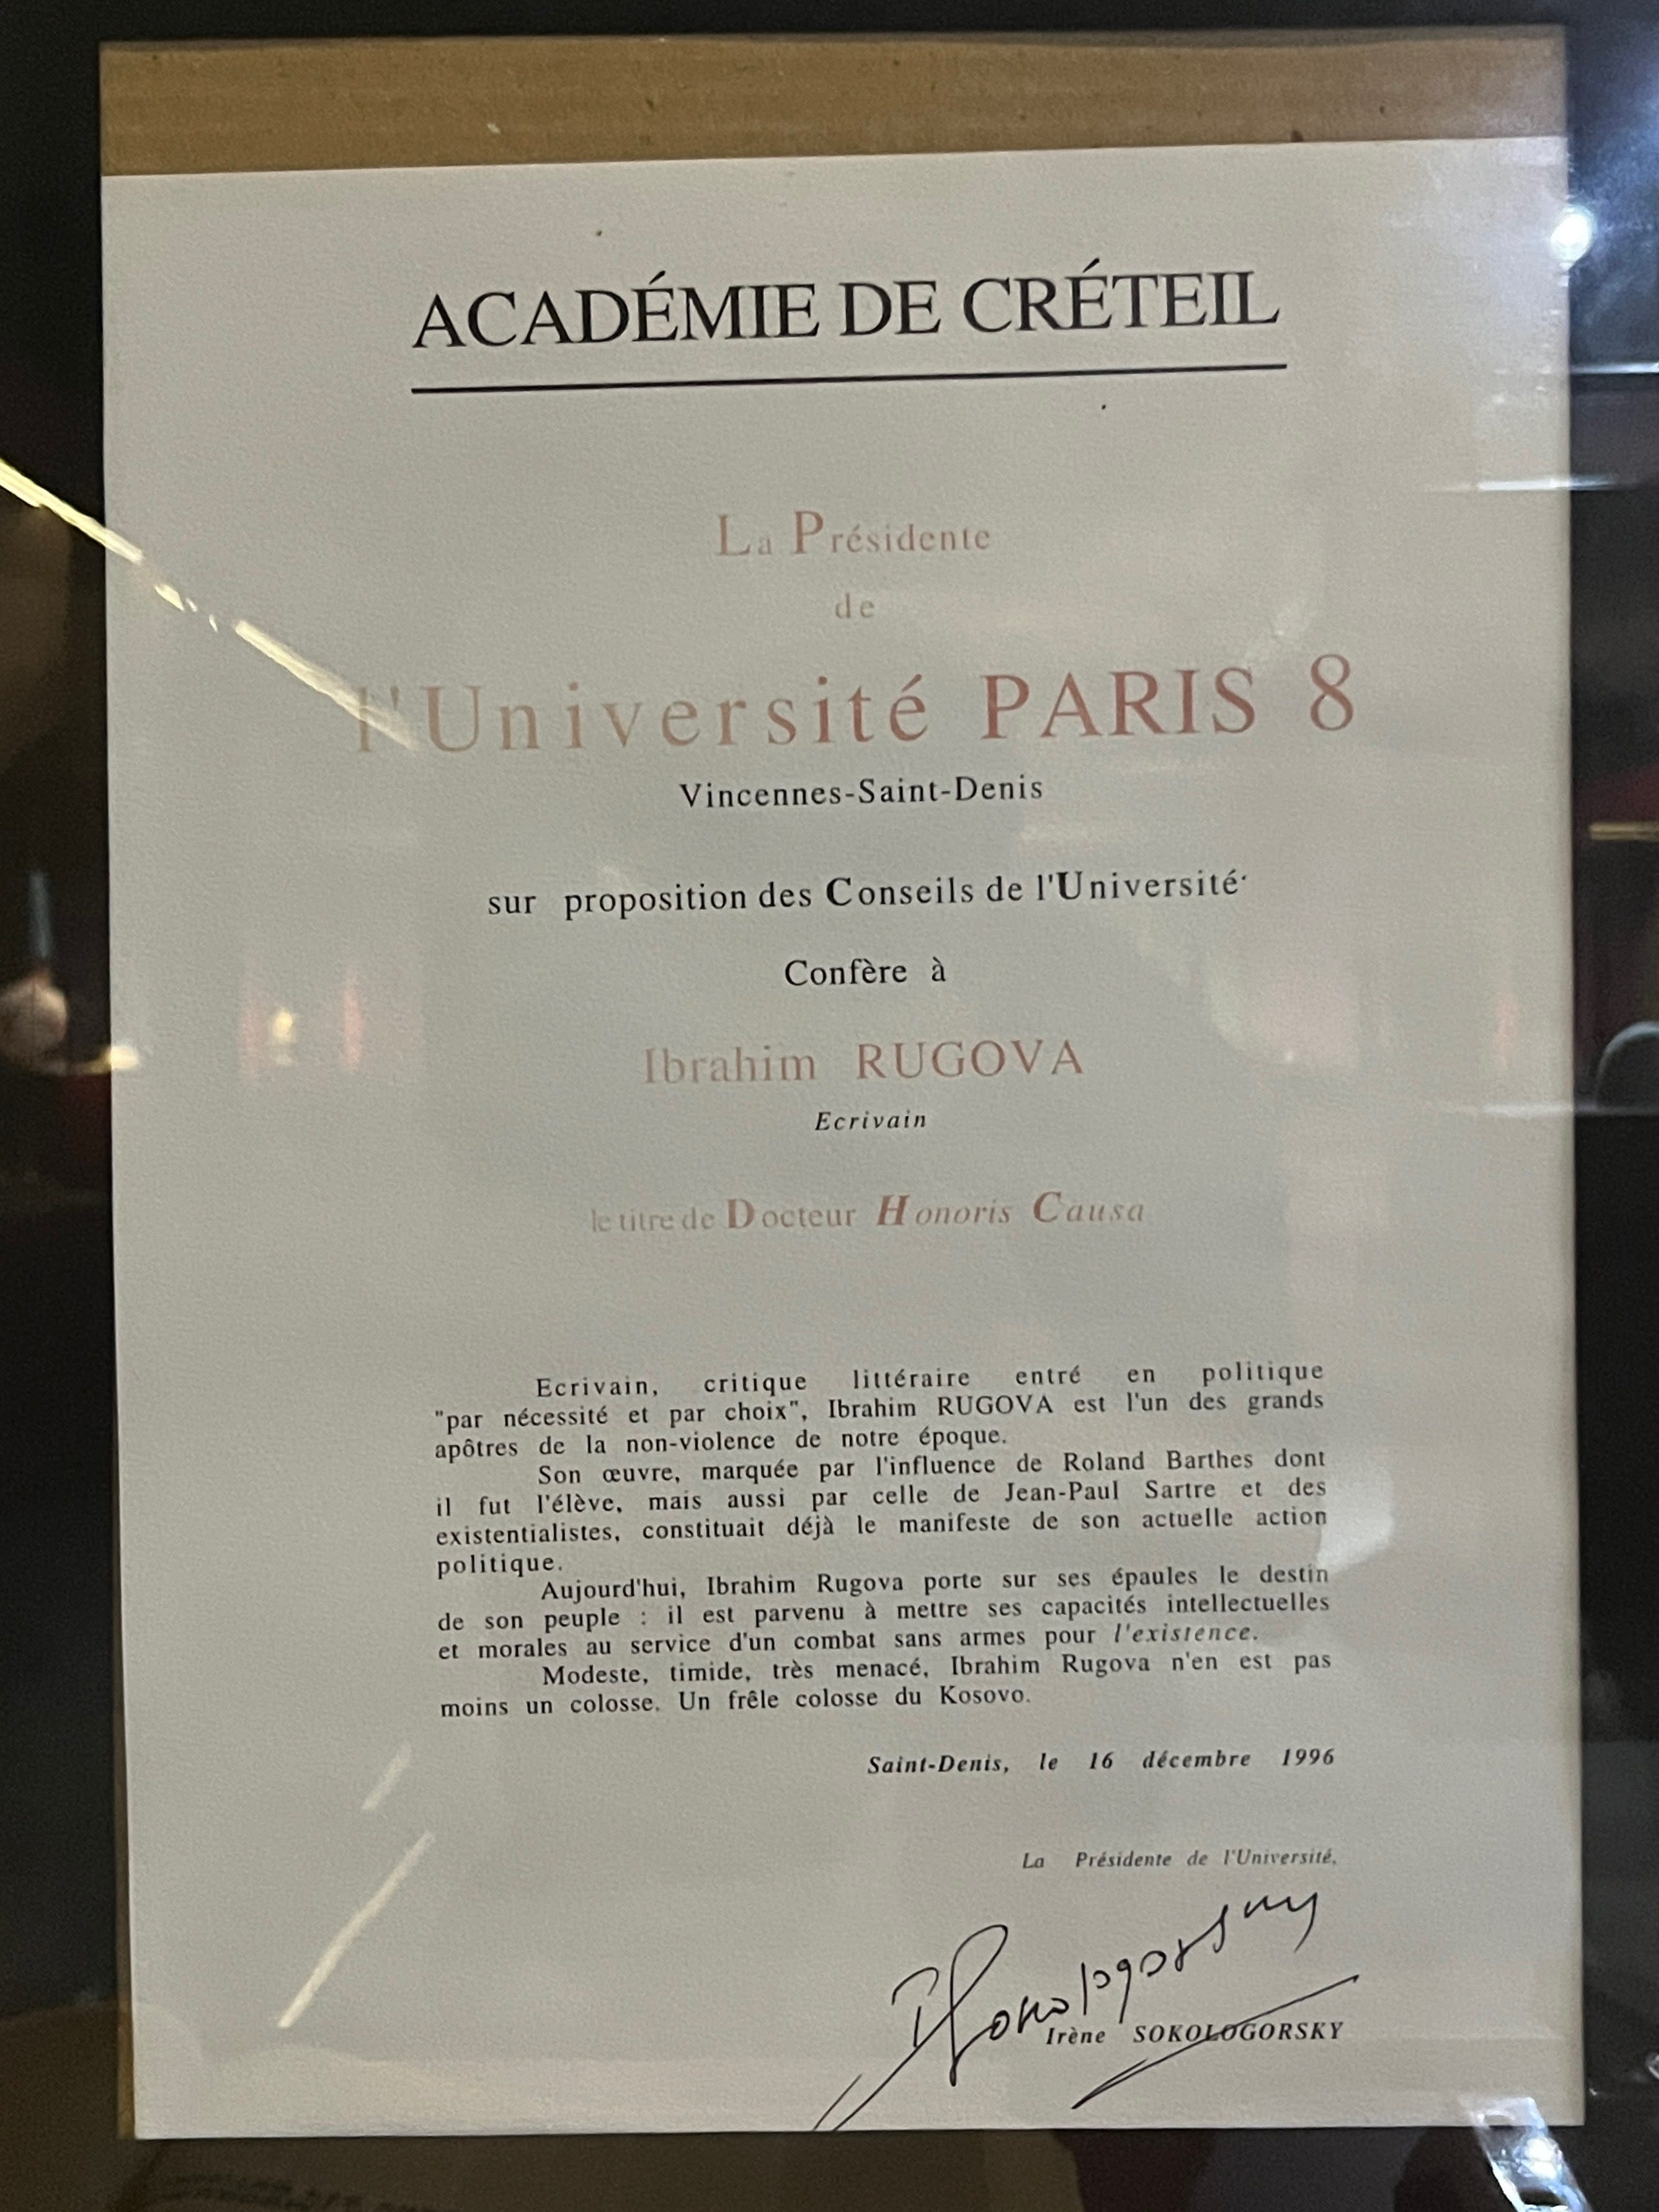 ACADÉMIE DE CRÉTEIL
La Présidente
de
l'Université PARIS 8
Vincennes-Saint-Denis
sur proposition des Conseils de l'Université
Confère à
Ibrahim RUGOVA
Ecrivain
le titre de Docteur Honoris Causa
Ecrivain, critique littéraire entré en politique
"par nécessité et par choix", Ibrahim RUGOVA est l'un des grands
apôtres de la non-violence de notre époque.
Son œuvre, marquée par l'influence de Roland Barthes dont
il fut l'élève, mais aussi par celle de Jean-Paul Sartre et des
existentialistes, constituait déjà le manifeste de son actuelle action
politique.
Aujourd'hui, Ibrahim Rugova porte sur ses épaules le destin
de son peuple : il est parvenu à mettre ses capacités intellectuelles
et morales au service d'un combat sans armes pour l'existence.
Modeste, timide, très menacé, Ibrahim Rugova n'en est pas
moins un colosse. Un frêle colosse du Kosovo.
Saint-Denis, le 16 décembre 1996
La Présidente de l'Université,
ISokologorsky
Irène SOKOLOGORSKY